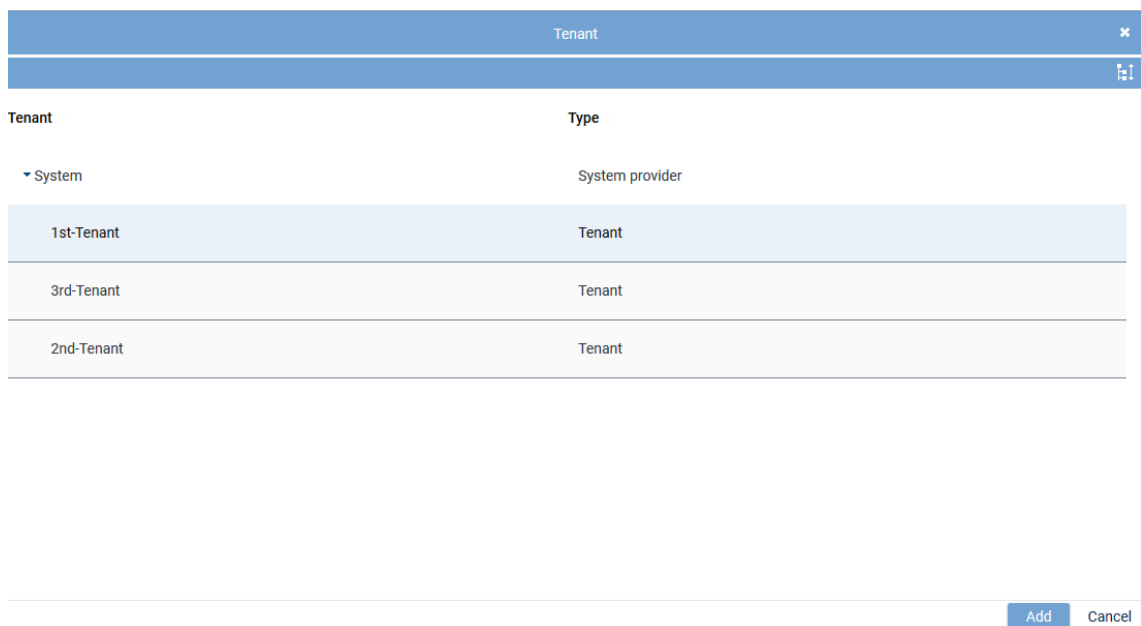 Tenant
Tenant Type
System System provider
1st-Tenant Tenant
3rd-Tenant Tenant
2nd-Tenant Tenant
Add Cancel